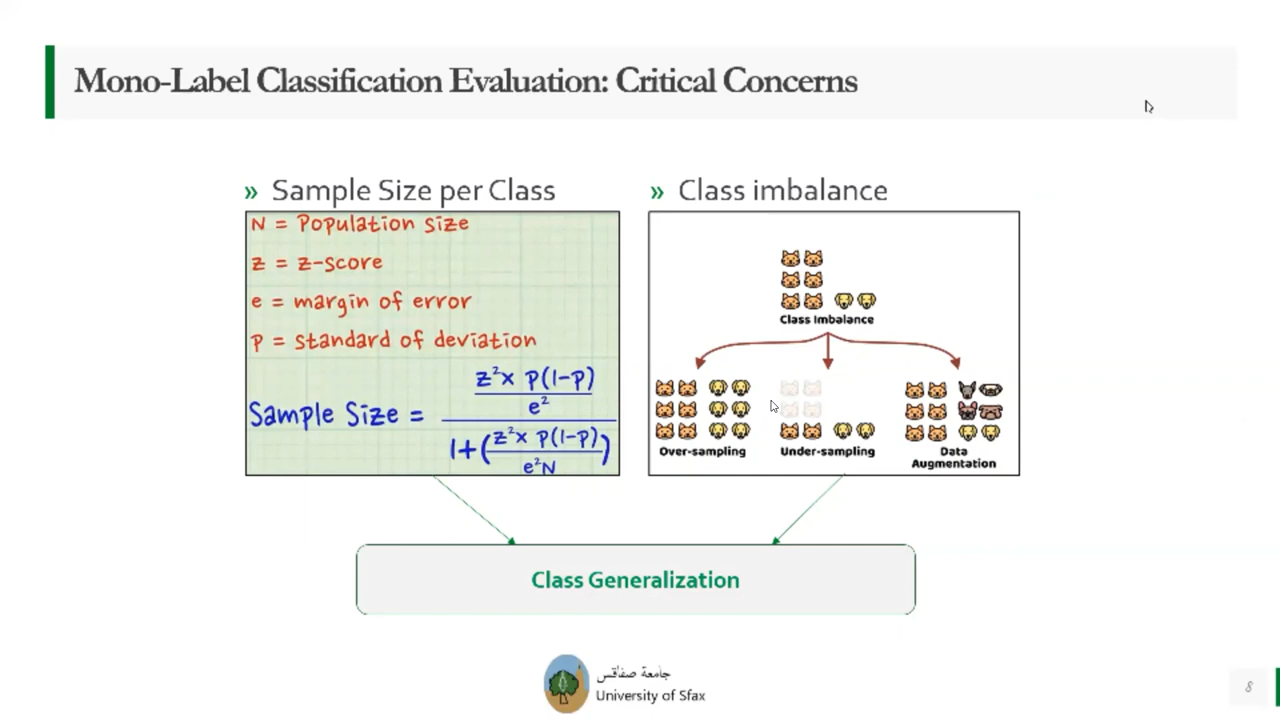 Mono-Label Classification Evaluation: Critical Concerns
» Sample Size per Class
N = Population size
z = z-score
e = margin of error
p = standard of deviation
Sample Size =
z²× p(1-p)
e²
1+(z²× p(1-p))
e²N
» Class imbalance
Class Imbalance
Over-sampling
Under-sampling
Data
Augmentation
Class Generalization
جامعة صفاقس
University of Sfax
8